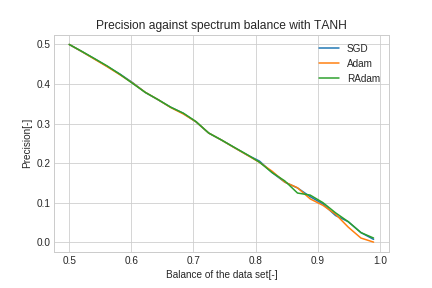 Precision against spectrum balance with TANH
SGD
Adam
RAdam
0.5
0.4
0.3
0.2
0.1
0.0
Precision[-]
0.5 0.6 0.7 0.8 0.9 1.0
Balance of the data set[-]